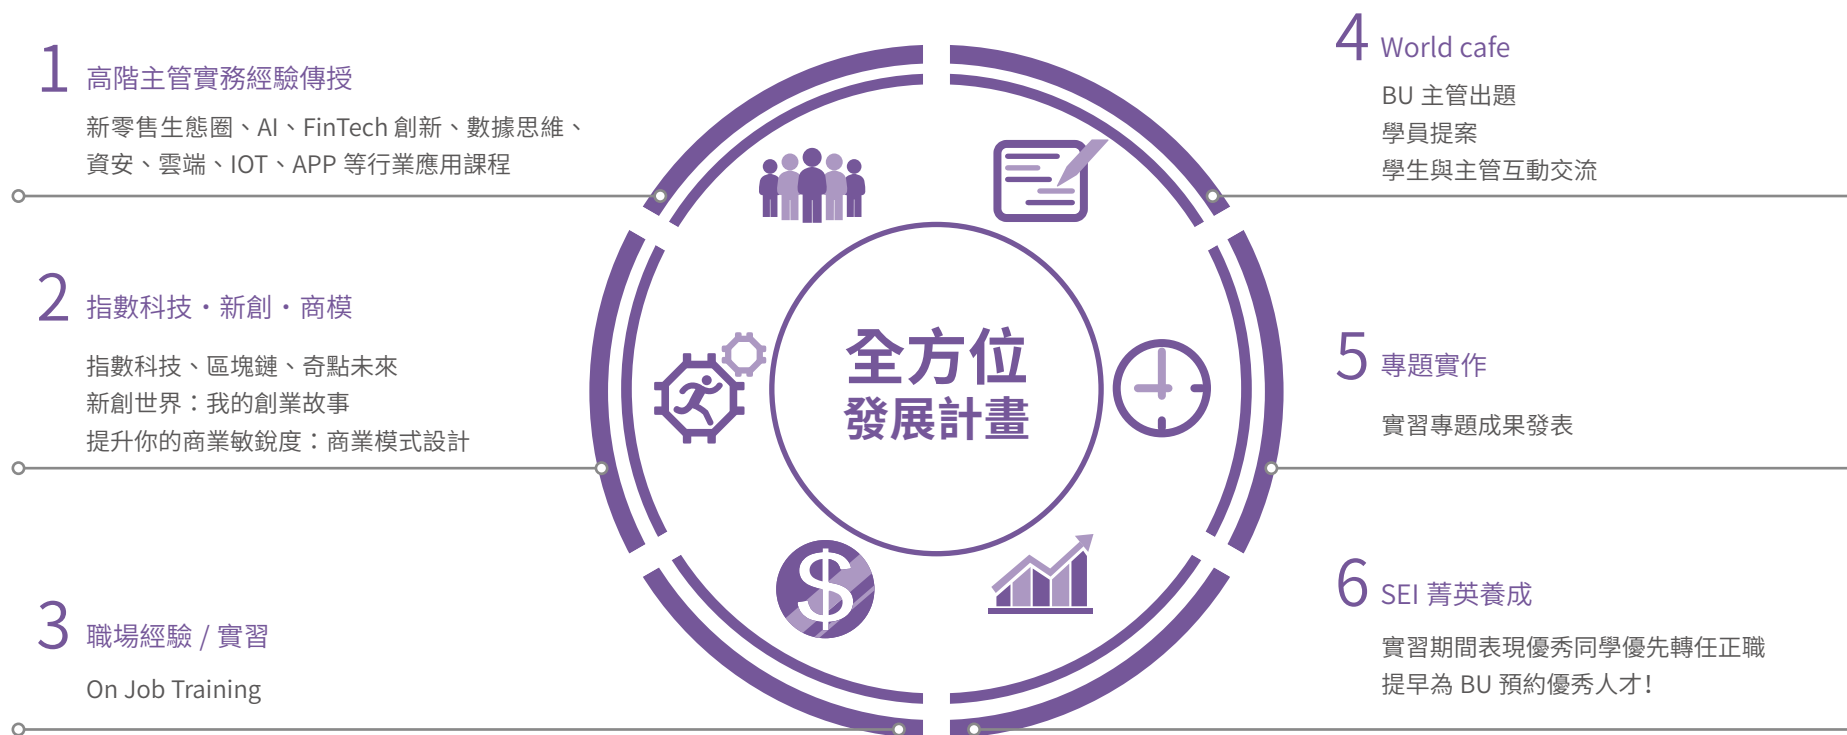 1 高階主管實務經驗傳授
新零售生態圈、AI、FinTech 創新、數據思維、
資安、雲端、IOT、APP 等行業應用課程
2 指數科技・新創・商模
指數科技、區塊鏈、奇點未來
新創世界：我的創業故事
提升你的商業敏銳度：商業模式設計
3 職場經驗 / 實習
On Job Training
全方位
發展計畫
$
4 World cafe
BU 主管出題
學員提案
學生與主管互動交流
5 專題實作
實習專題成果發表
6 SEI 菁英養成
實習期間表現優秀同學優先轉任正職
提早為 BU 預約優秀人才！